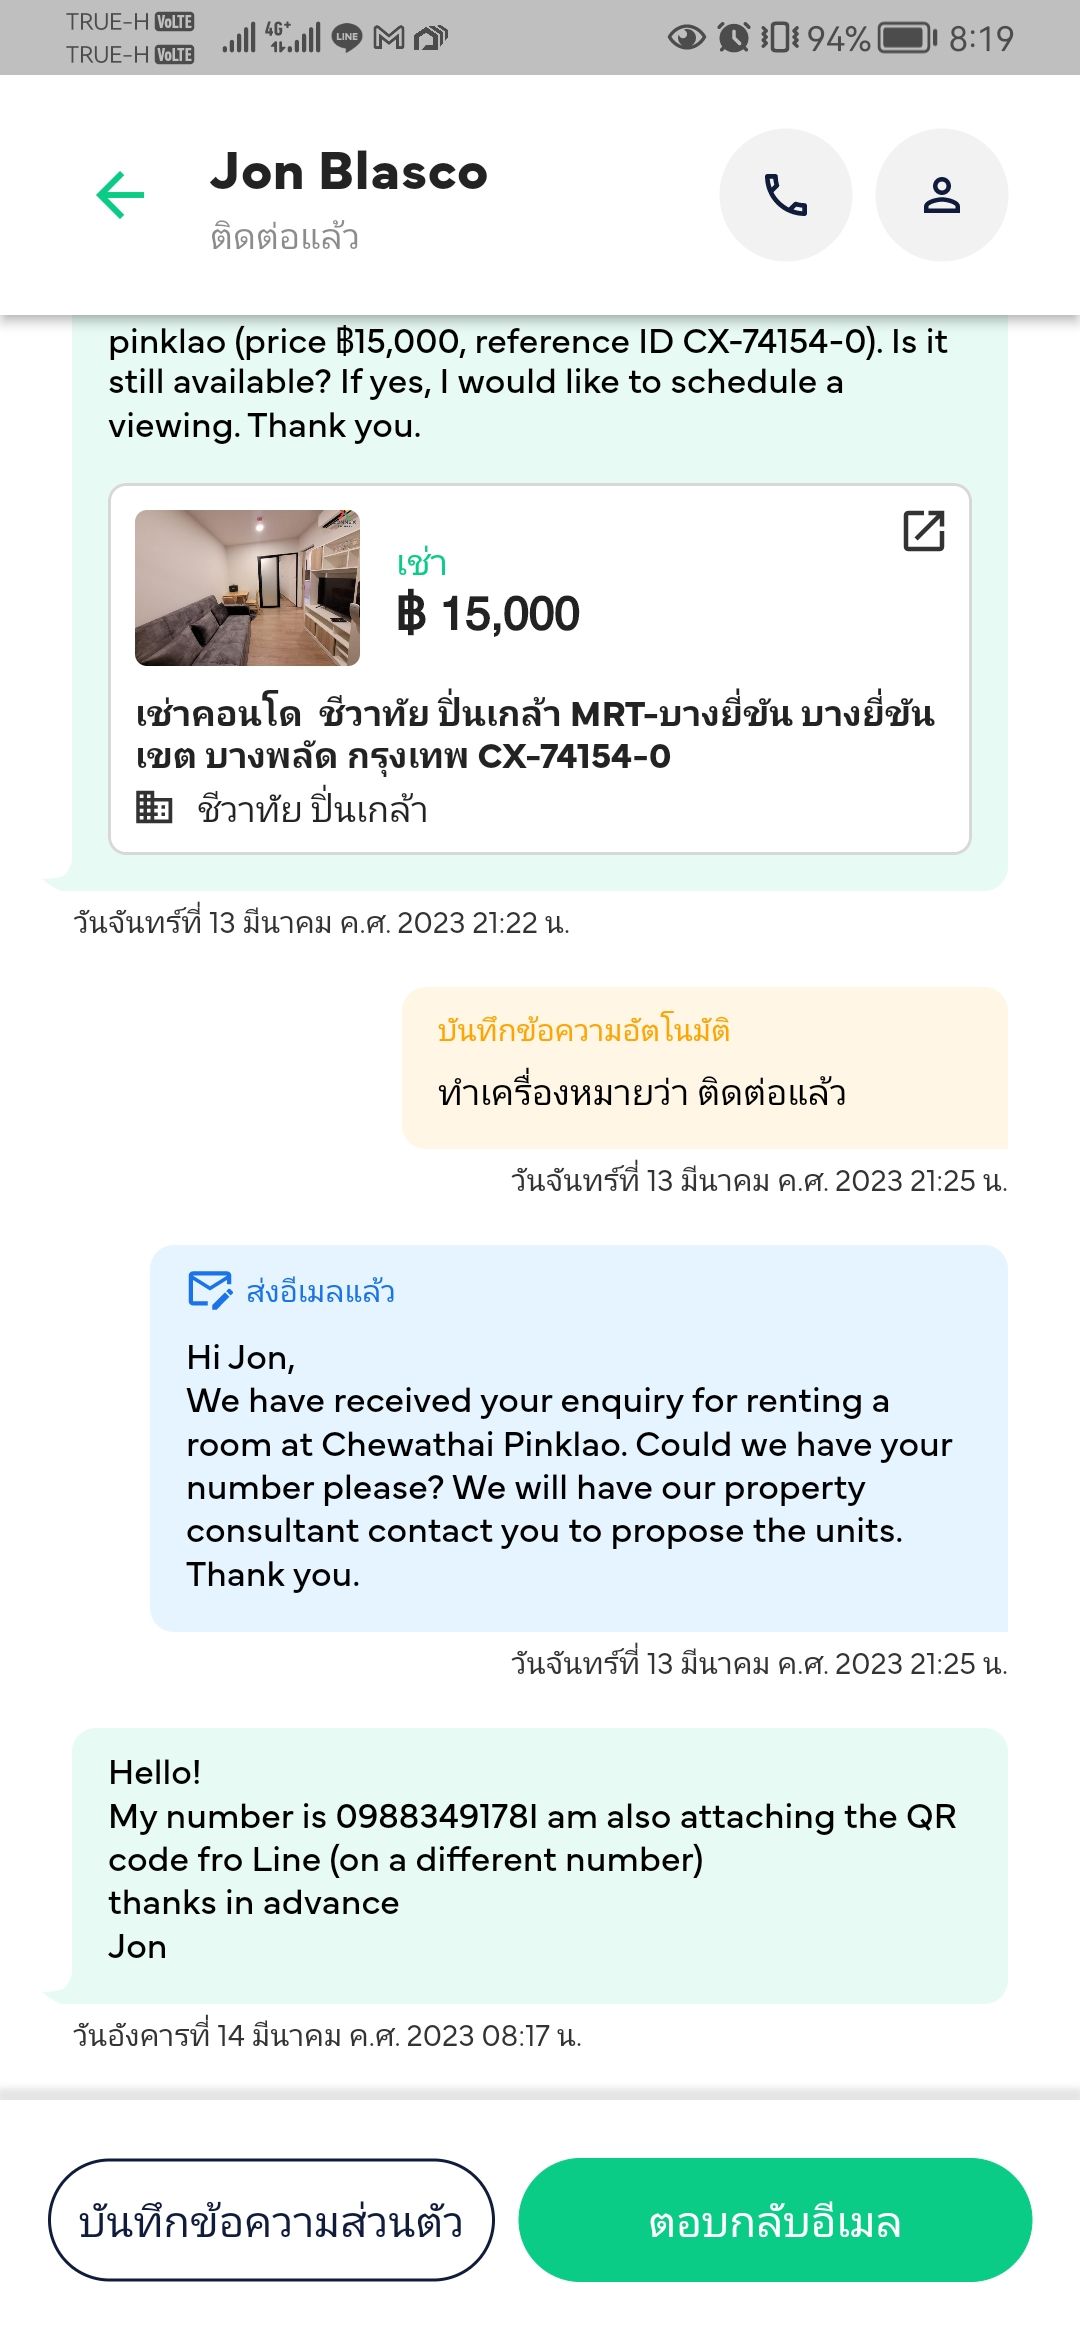 TRUE-H VoLTE
TRUE-H VoLTE
4G+
LINE
94%
8:19
Jon Blasco
ติดต่อแล้ว
pinklao (price ฿15,000, reference ID CX-74154-0). Is it
still available? If yes, I would like to schedule a
viewing. Thank you.
เช่า
฿ 15,000
เช่าคอนโด ชีวาทัย ปิ่นเกล้า MRT-บางยี่ขัน บางยี่ขัน
เขต บางพลัด กรุงเทพ CX-74154-0
ชีวาทัย ปิ่นเกล้า
วันจันทร์ที่ 13 มีนาคม ค.ศ. 2023 21:22 น.
บันทึกข้อความอัตโนมัติ
ทำเครื่องหมายว่า ติดต่อแล้ว
วันจันทร์ที่ 13 มีนาคม ค.ศ. 2023 21:25 น.
ส่งอีเมลแล้ว
Hi Jon,
We have received your enquiry for renting a
room at Chewathai Pinklao. Could we have your
number please? We will have our property
consultant contact you to propose the units.
Thank you.
วันจันทร์ที่ 13 มีนาคม ค.ศ. 2023 21:25 น.
Hello!
My number is 0988349178I am also attaching the QR
code fro Line (on a different number)
thanks in advance
Jon
วันอังคารที่ 14 มีนาคม ค.ศ. 2023 08:17 น.
บันทึกข้อความส่วนตัว
ตอบกลับอีเมล